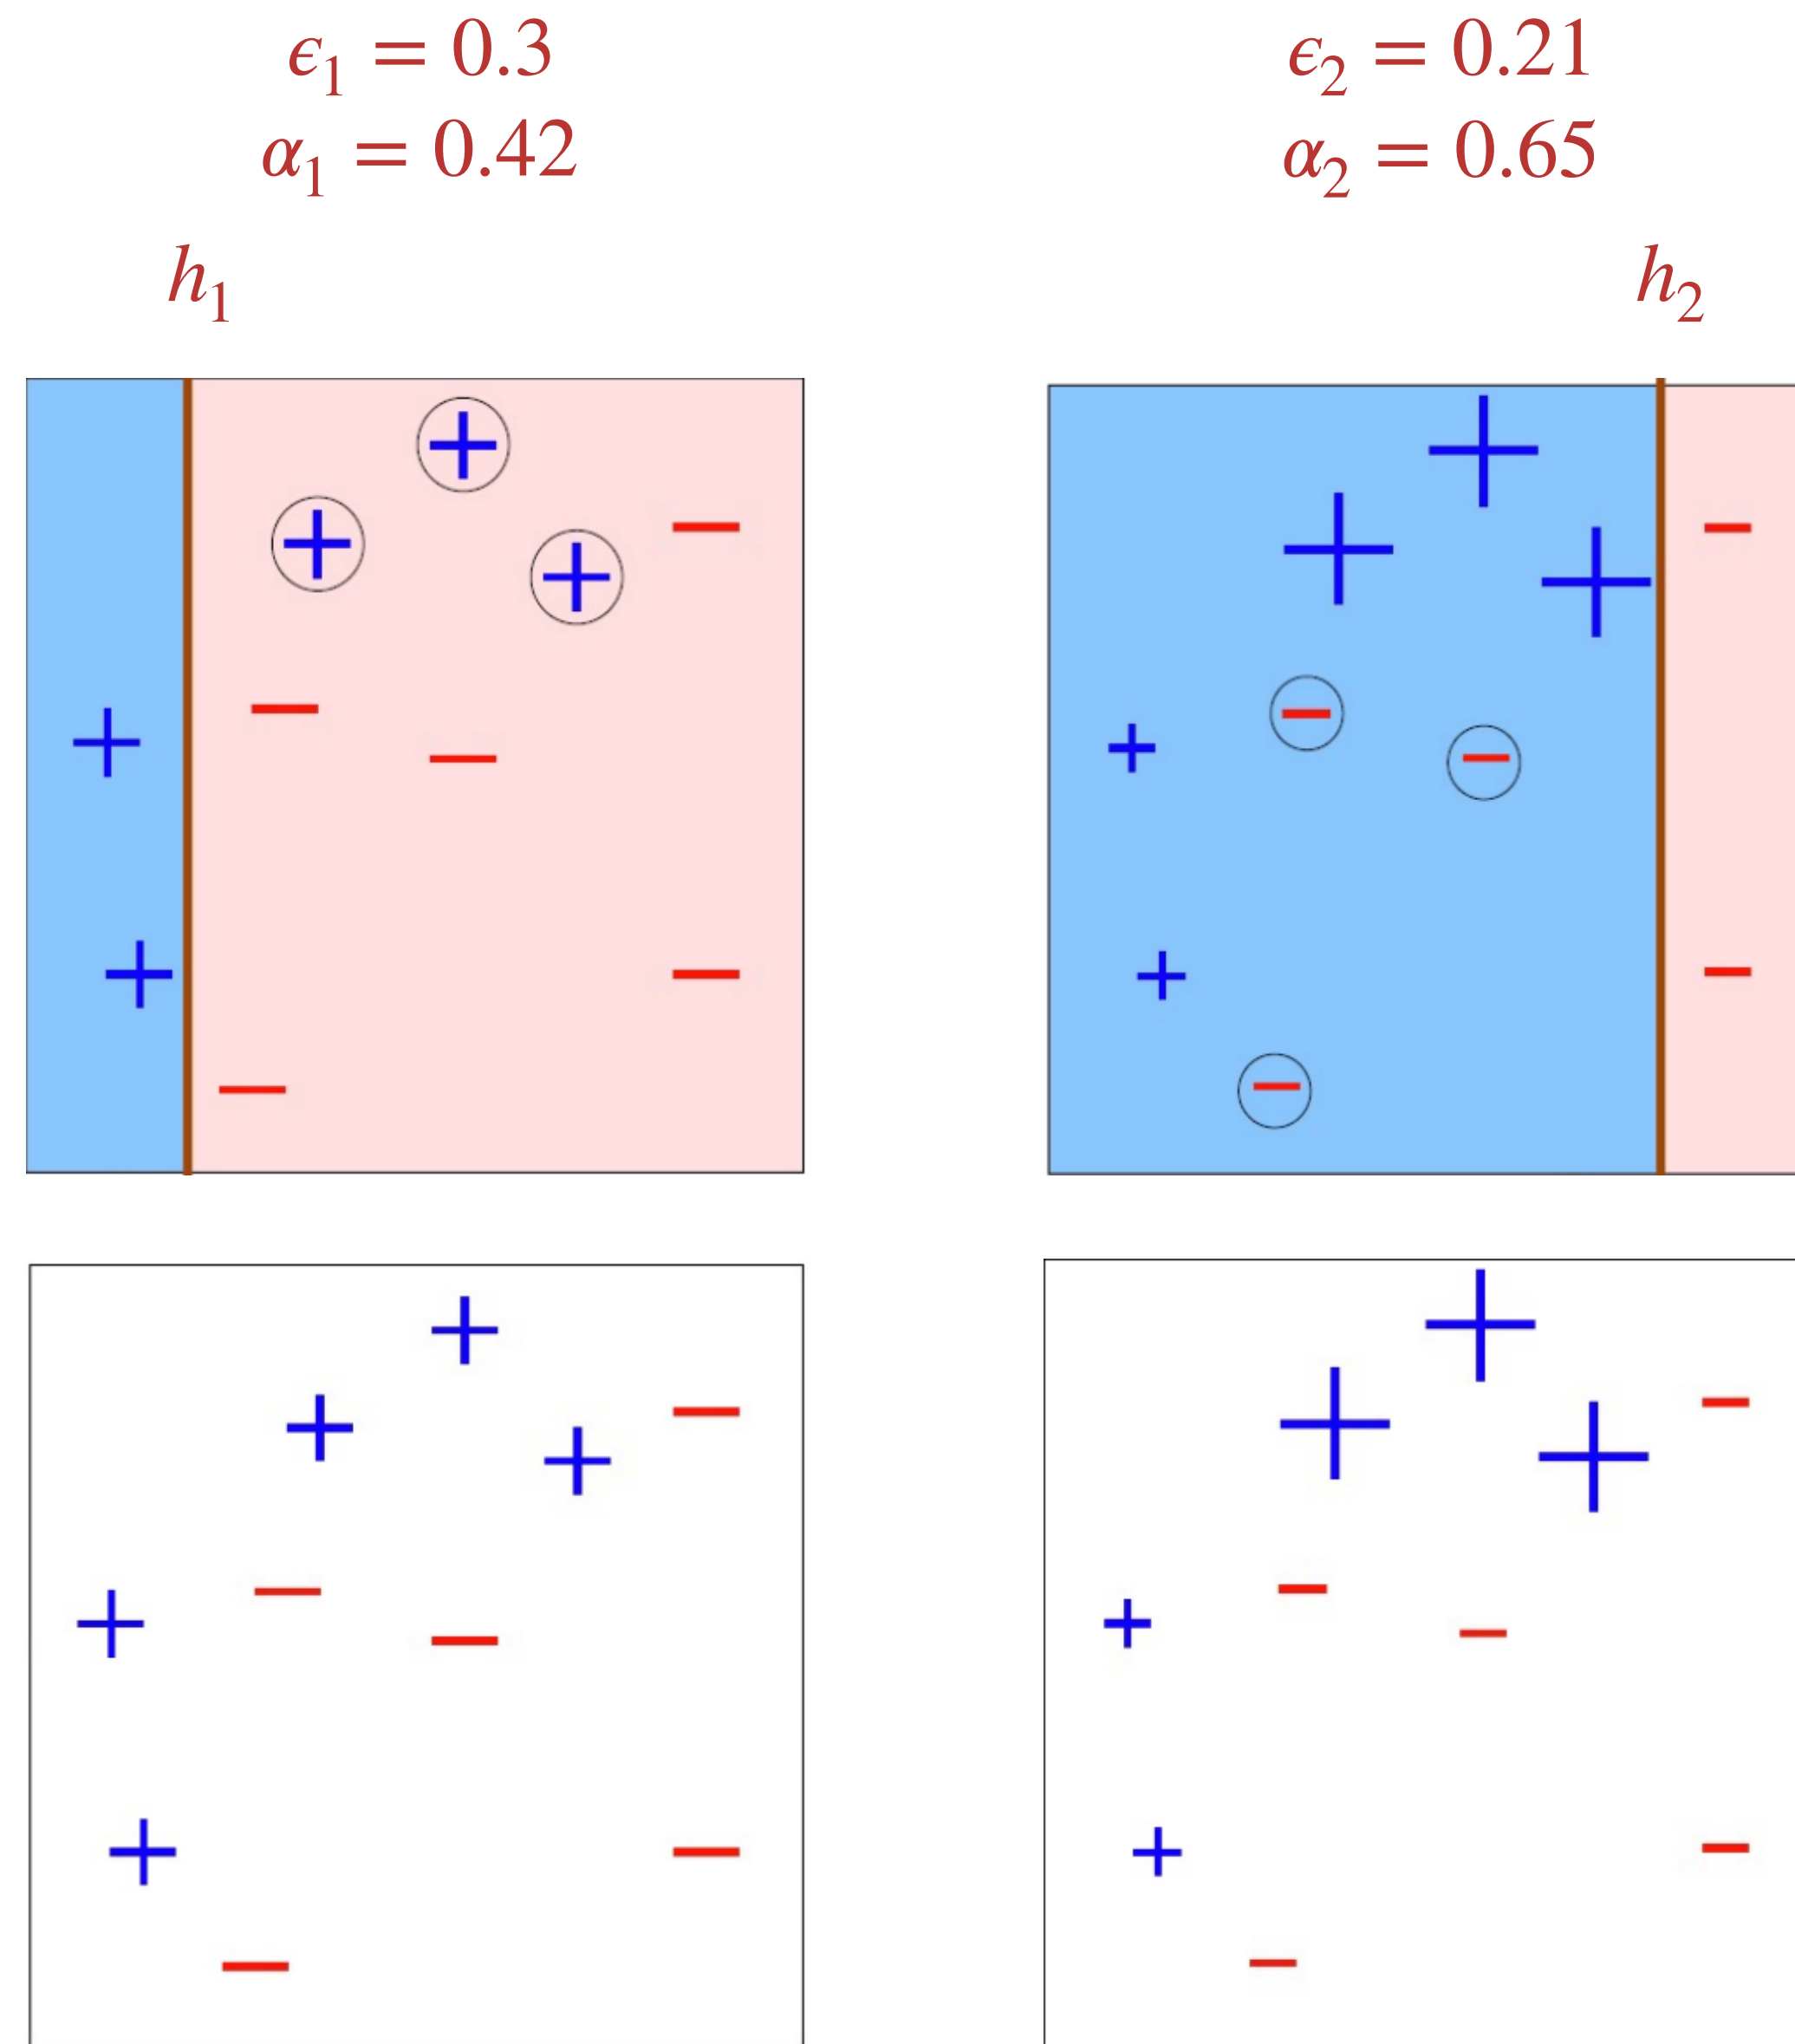 ϵ₁ = 0.3
α₁ = 0.42
h₁
ϵ₂ = 0.21
α₂ = 0.65
h₂